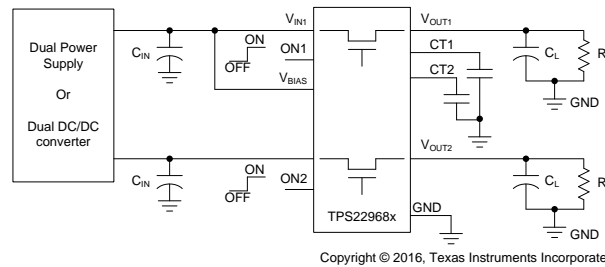 Dual Power
Supply
Or
Dual DC/DC
converter
CIN
ON
OFF
VIN1
ON1
VBIAS
VOUT1
CT1
CT2
CL
R
GND
CIN
ON
OFF
ON2
TPS22968x
VOUT2
GND
CL
R
GND
Copyright © 2016, Texas Instruments Incorporate